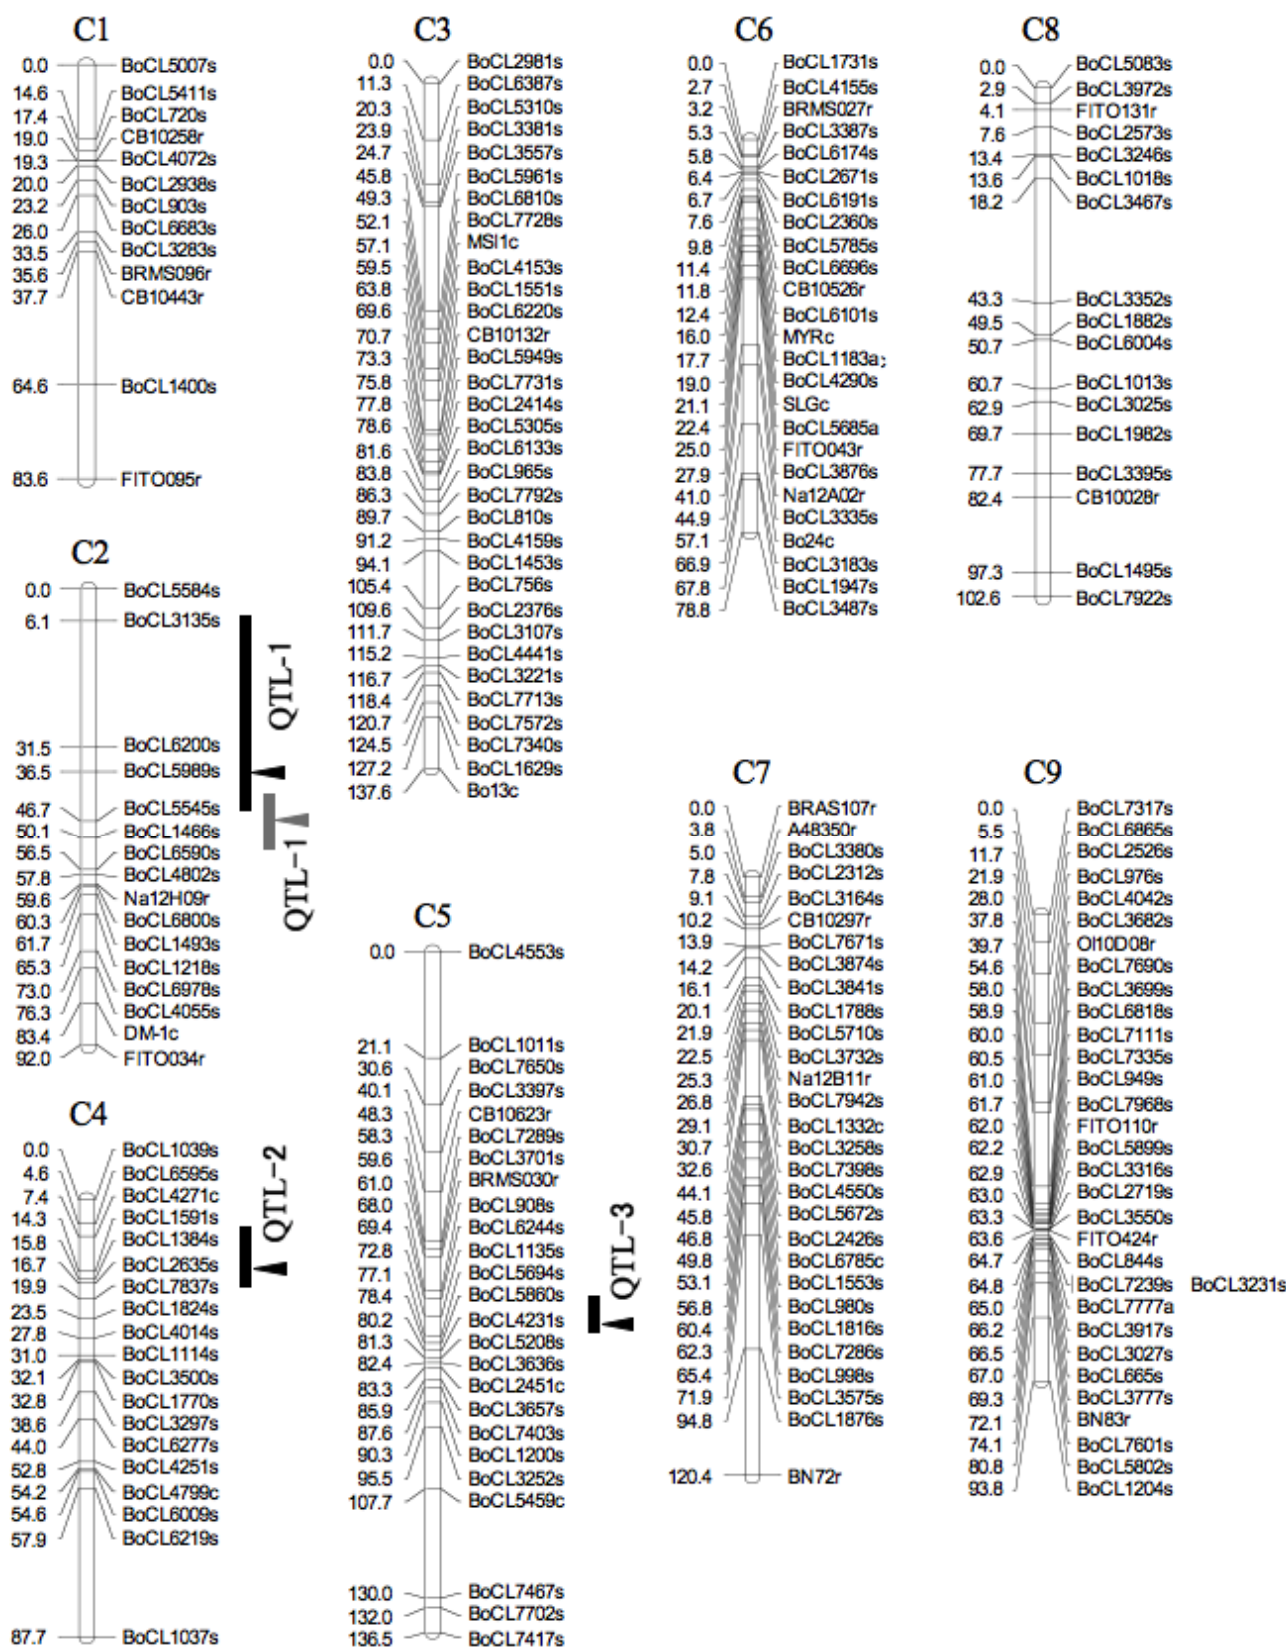 C1
0.0 BoCL5007s
14.6 BoCL5411s
17.4 BoCL720s
19.0 CB10258r
19.3 BoCL4072s
20.0 BoCL2938s
23.2 BoCL903s
26.0 BoCL6683s
33.5 BoCL3283s
35.6 BRMS096r
37.7 CB10443r
64.6 BoCL1400s
83.6 FITO095r
C2
0.0 BoCL5584s
6.1 BoCL3135s
31.5 BoCL6200s
36.5 BoCL5989s
46.7 BoCL5545s
50.1 BoCL1466s
56.5 BoCL6590s
57.8 BoCL4802s
59.6 Na12H09r
60.3 BoCL6800s
61.7 BoCL1493s
65.3 BoCL1218s
73.0 BoCL6978s
76.3 BoCL4055s
83.4 DM-1c
92.0 FITO034r
QTL-1
QTL-1
C4
0.0 BoCL1039s
4.6 BoCL6595s
7.4 BoCL4271c
14.3 BoCL1591s
15.8 BoCL1384s
16.7 BoCL2635s
19.9 BoCL7837s
23.5 BoCL1824s
27.8 BoCL4014s
31.0 BoCL1114s
32.1 BoCL3500s
32.8 BoCL1770s
38.6 BoCL3297s
44.0 BoCL6277s
52.8 BoCL4251s
54.2 BoCL4799c
54.6 BoCL6009s
57.9 BoCL6219s
87.7 BoCL1037s
QTL-2
C3
0.0 BoCL2981s
11.3 BoCL6387s
20.3 BoCL5310s
23.9 BoCL3381s
24.7 BoCL3557s
45.8 BoCL5961s
49.3 BoCL6810s
52.1 BoCL7728s
57.1 MSI1c
59.5 BoCL4153s
63.8 BoCL1551s
69.6 BoCL6220s
70.7 CB10132r
73.3 BoCL5949s
75.8 BoCL7731s
77.8 BoCL2414s
78.6 BoCL5305s
81.6 BoCL6133s
83.8 BoCL965s
86.3 BoCL7792s
89.7 BoCL810s
91.2 BoCL4159s
94.1 BoCL1453s
105.4 BoCL756s
109.6 BoCL2376s
111.7 BoCL3107s
115.2 BoCL4441s
116.7 BoCL3221s
118.4 BoCL7713s
120.7 BoCL7572s
124.5 BoCL7340s
127.2 BoCL1629s
137.6 Bo13c
C5
0.0 BoCL4553s
21.1 BoCL1011s
30.6 BoCL7650s
40.1 BoCL3397s
48.3 CB10623r
58.3 BoCL7289s
59.6 BoCL3701s
61.0 BRMS030r
68.0 BoCL908s
69.4 BoCL6244s
72.8 BoCL1135s
77.1 BoCL5694s
78.4 BoCL5860s
80.2 BoCL4231s
81.3 BoCL5208s
82.4 BoCL3636s
83.3 BoCL2451c
85.9 BoCL3657s
87.6 BoCL7403s
90.3 BoCL1200s
95.5 BoCL3252s
107.7 BoCL5459c
130.0 BoCL7467s
132.0 BoCL7702s
136.5 BoCL7417s
QTL-3
C6
0.0 BoCL1731s
2.7 BoCL4155s
3.2 BRMS027r
5.3 BoCL3387s
5.8 BoCL6174s
6.4 BoCL2671s
6.7 BoCL6191s
7.6 BoCL2360s
9.8 BoCL5785s
11.4 BoCL6696s
11.8 CB10526r
12.4 BoCL6101s
16.0 MYRc
17.7 BoCL1183a;
19.0 BoCL4290s
21.1 SLGc
22.4 BoCL5685a
25.0 FITO043r
27.9 BoCL3876s
41.0 Na12A02r
44.9 BoCL3335s
57.1 Bo24c
66.9 BoCL3183s
67.8 BoCL1947s
78.8 BoCL3487s
C7
0.0 BRAS107r
3.8 A48350r
5.0 BoCL3380s
7.8 BoCL2312s
9.1 BoCL3164s
10.2 CB10297r
13.9 BoCL7671s
14.2 BoCL3874s
16.1 BoCL3841s
20.1 BoCL1788s
21.9 BoCL5710s
22.5 BoCL3732s
25.3 Na12B11r
26.8 BoCL7942s
29.1 BoCL1332c
30.7 BoCL3258s
32.6 BoCL7398s
44.1 BoCL4550s
45.8 BoCL5672s
46.8 BoCL2426s
49.8 BoCL6785c
53.1 BoCL1553s
56.8 BoCL980s
60.4 BoCL1816s
62.3 BoCL7286s
65.4 BoCL998s
71.9 BoCL3575s
94.8 BoCL1876s
120.4 BN72r
C8
0.0 BoCL5083s
2.9 BoCL3972s
4.1 FITO131r
7.6 BoCL2573s
13.4 BoCL3246s
13.6 BoCL1018s
18.2 BoCL3467s
43.3 BoCL3352s
49.5 BoCL1882s
50.7 BoCL6004s
60.7 BoCL1013s
62.9 BoCL3025s
69.7 BoCL1982s
77.7 BoCL3395s
82.4 CB10028r
97.3 BoCL1495s
102.6 BoCL7922s
C9
0.0 BoCL7317s
5.5 BoCL6865s
11.7 BoCL2526s
21.9 BoCL976s
28.0 BoCL4042s
37.8 BoCL3682s
39.7 Ol10D08r
54.6 BoCL7690s
58.0 BoCL3699s
58.9 BoCL6818s
60.0 BoCL7111s
60.5 BoCL7335s
61.0 BoCL949s
61.7 BoCL7968s
62.0 FITO110r
62.2 BoCL5899s
62.9 BoCL3316s
63.0 BoCL2719s
63.3 BoCL3550s
63.6 FITO424r
64.7 BoCL844s
64.8 BoCL7239s BoCL3231s
65.0 BoCL7777a
66.2 BoCL3917s
66.5 BoCL3027s
67.0 BoCL665s
69.3 BoCL3777s
72.1 BN83r
74.1 BoCL7601s
80.8 BoCL5802s
93.8 BoCL1204s